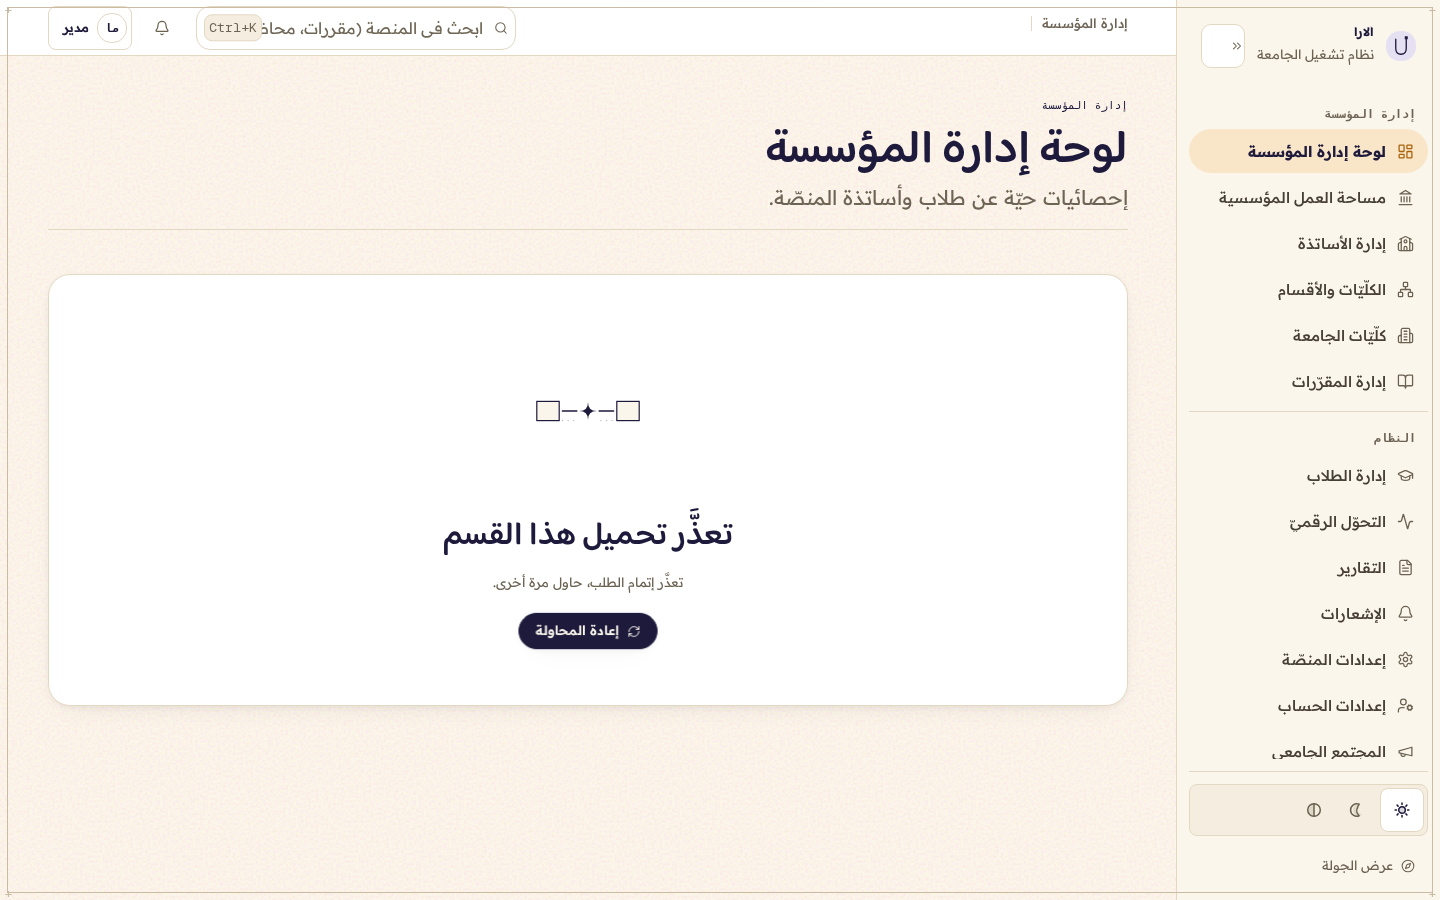 الارا
نظام تشغيل الجامعة
إدارة المؤسسة
لوحة إدارة المؤسسة
مساحة العمل المؤسسية
إدارة الأساتذة
الكلّيّات والأقسام
كلّيّات الجامعة
إدارة المقرّرات
النظام
إدارة الطلاب
التحوّل الرقميّ
التقارير
الإشعارات
إعدادات المنصّة
إعدادات الحساب
المجتمع الجامعي
عرض الجولة
إدارة المؤسسة
ابحث في المنصة (مقررات، محاض
Ctrl+K
ما
مدير
إدارة المؤسسة
لوحة إدارة المؤسسة
إحصائيات حيّة عن طلاب وأساتذة المنصّة.
تعذَّر تحميل هذا القسم
تعذَّر إتمام الطلب، حاول مرة أخرى.
إعادة المحاولة